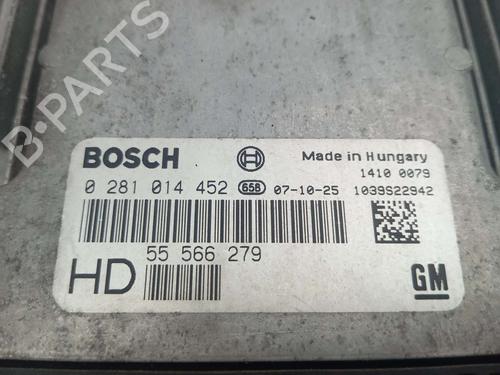 B-PARTS
BOSCH Made in Hungary
1410 0079
0 281 014 452 658 07-10-25 1039S22942
55 566 279
HD GM